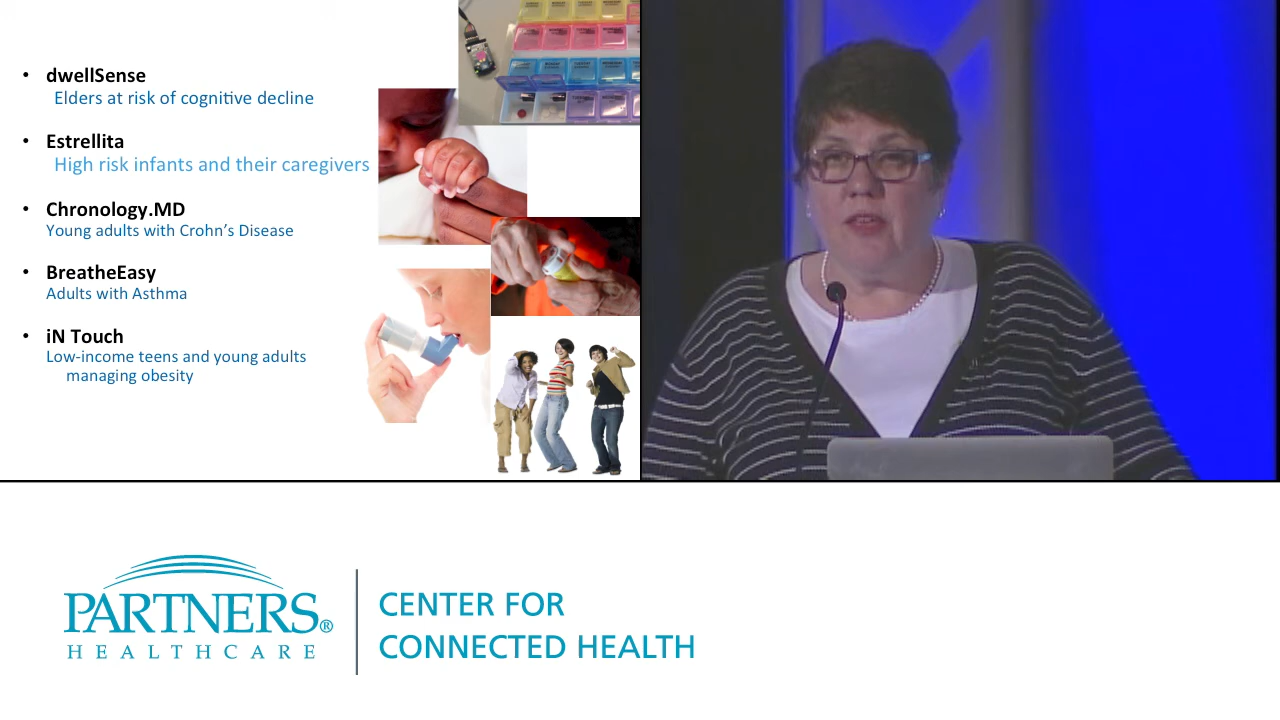 • dwellSense
Elders at risk of cognitive decline
• Estrellita
High risk infants and their caregivers
• Chronology.MD
Young adults with Crohn’s Disease
• BreatheEasy
Adults with Asthma
• iN Touch
Low-income teens and young adults
managing obesity
PARTNERS®
HEALTHCARE
CENTER FOR
CONNECTED HEALTH